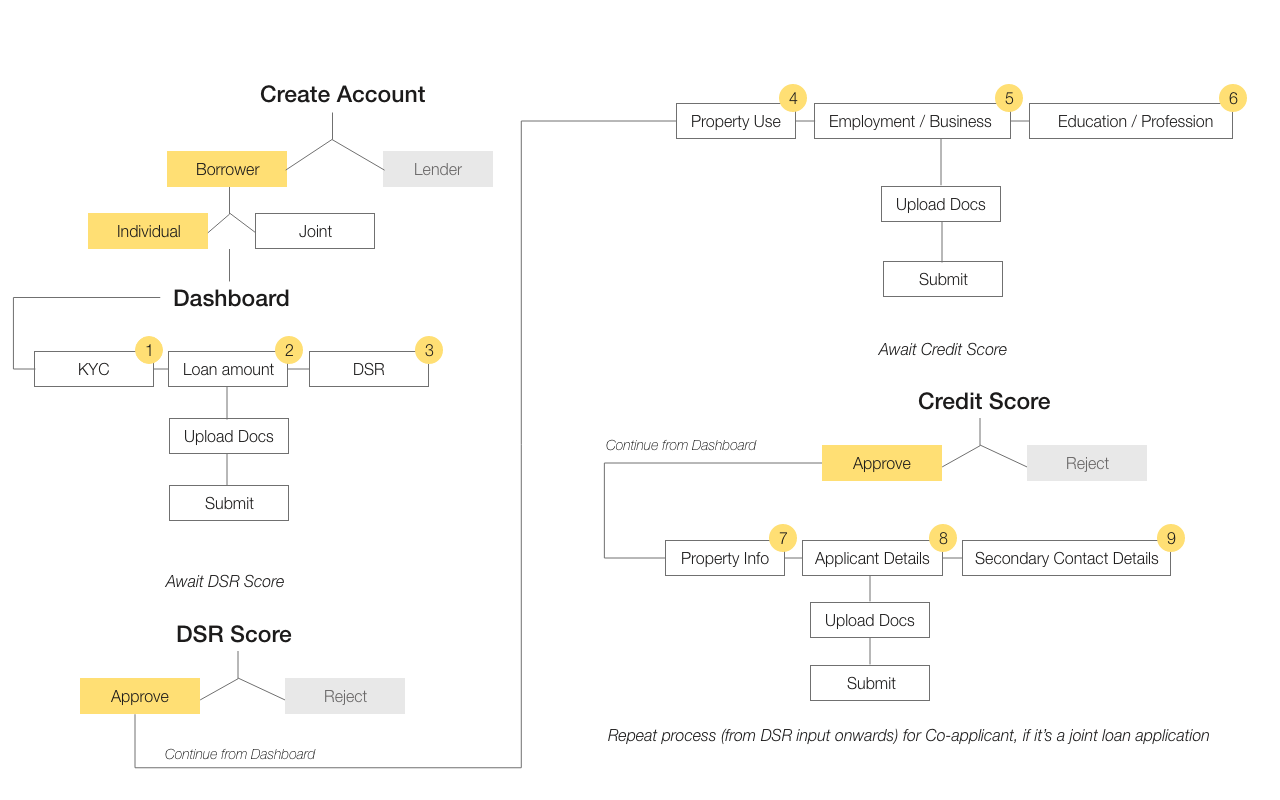 Create Account
Borrower
Lender
Individual
Joint
Dashboard
1
2
3
KYC
Loan amount
DSR
Upload Docs
Submit
Await DSR Score
DSR Score
Approve
Reject
Continue from Dashboard
4
5
6
Property Use
Employment / Business
Education / Profession
Upload Docs
Submit
Await Credit Score
Credit Score
Continue from Dashboard
Approve
Reject
7
8
9
Property Info
Applicant Details
Secondary Contact Details
Upload Docs
Submit
Repeat process (from DSR input onwards) for Co-applicant, if it’s a joint loan application